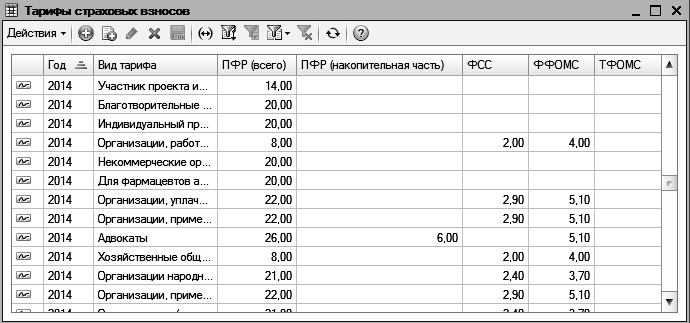 Тарифы страховых взносов
Действия
Год Вид тарифа ПФР (всего) ПФР (накопительная часть) ФСС ФФОМС ТФОМС
2014 Участник проекта и... 14,00
2014 Благотворительные ... 20,00
2014 Индивидуальный пр... 20,00
2014 Организации, работ... 8,00 2,00 4,00
2014 Некоммерческие ор... 20,00
2014 Для фармацевтов а... 20,00
2014 Организации, уплач... 22,00 2,90 5,10
2014 Организации, приме... 22,00 2,90 5,10
2014 Адвокаты 26,00 6,00 5,10
2014 Хозяйственные общ... 8,00 2,00 4,00
2014 Организации народн... 21,00 2,40 3,70
2014 Организации, приме... 22,00 2,90 5,10